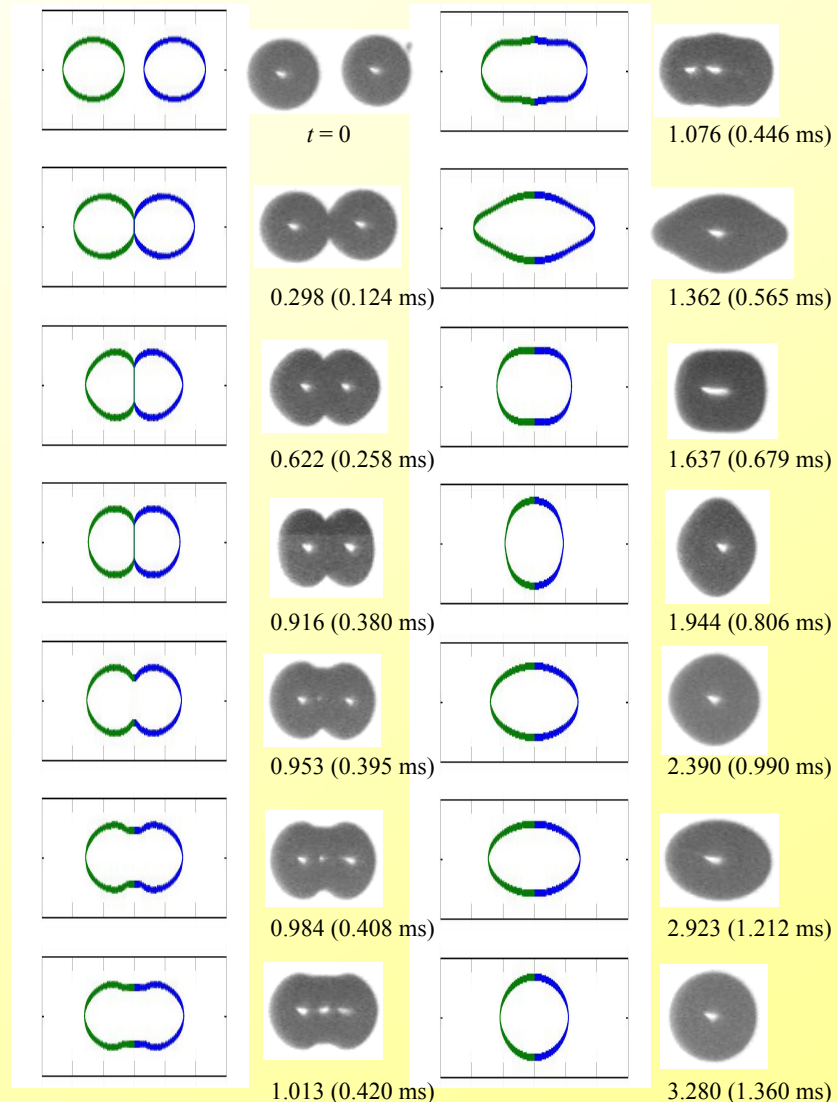 t = 0
0.298 (0.124 ms)
0.622 (0.258 ms)
0.916 (0.380 ms)
0.953 (0.395 ms)
0.984 (0.408 ms)
1.013 (0.420 ms)
1.076 (0.446 ms)
1.362 (0.565 ms)
1.637 (0.679 ms)
1.944 (0.806 ms)
2.390 (0.990 ms)
2.923 (1.212 ms)
3.280 (1.360 ms)